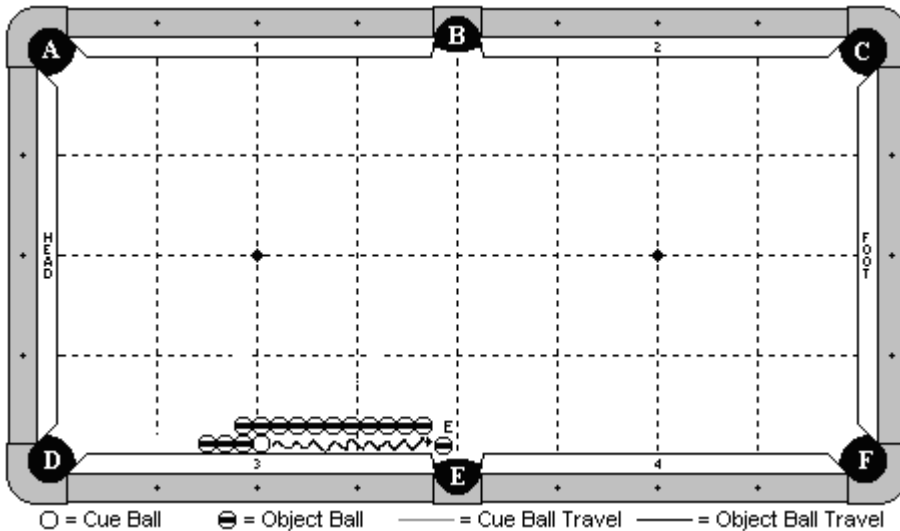 A B C
1 2
HEAD
FOOT
E
D E F
3 4
= Cue Ball = Object Ball = Cue Ball Travel = Object Ball Travel